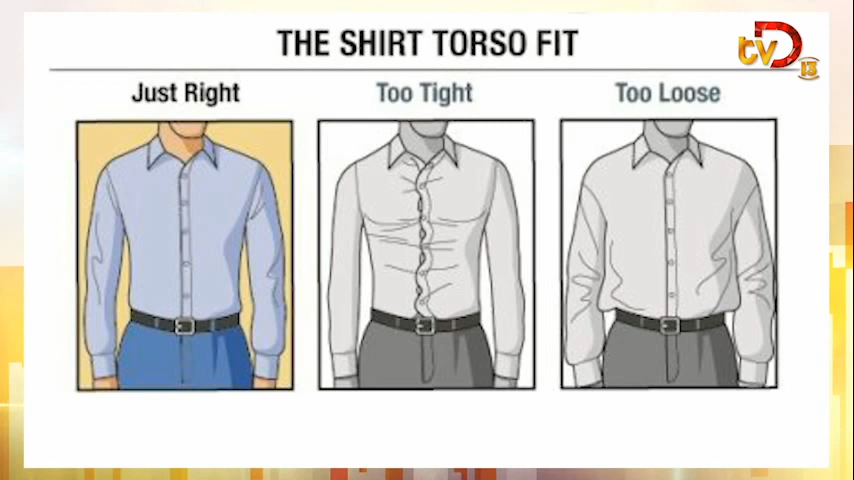 THE SHIRT TORSO FIT
tvD
13
Just Right
Too Tight
Too Loose